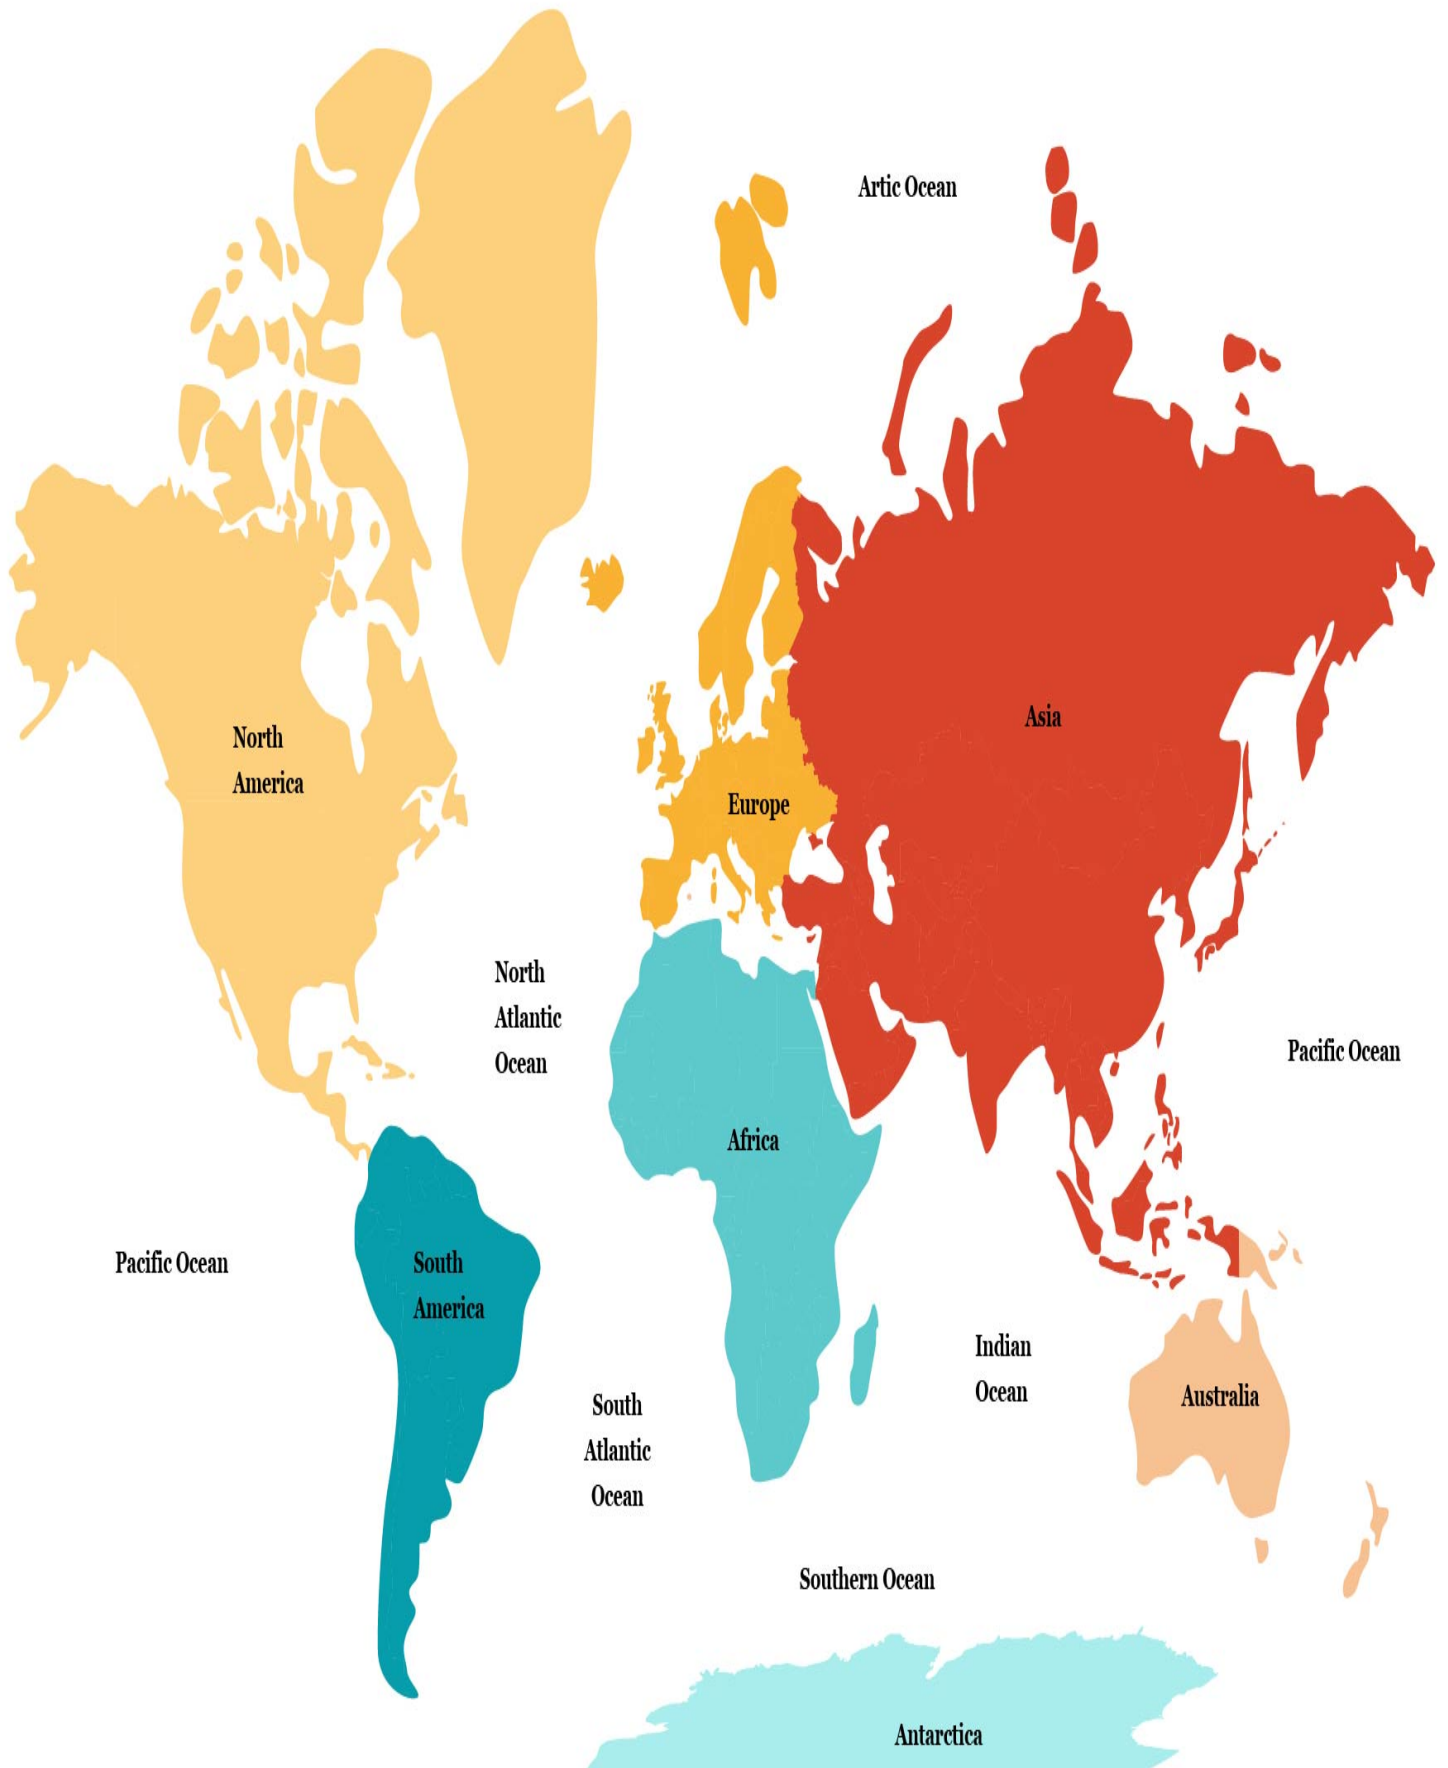 Artic Ocean
Asia
North
America
Europe
North
Atlantic
Ocean
Pacific Ocean
Africa
Pacific Ocean
South
America
Indian
Ocean
Australia
South
Atlantic
Ocean
Southern Ocean
Antarctica